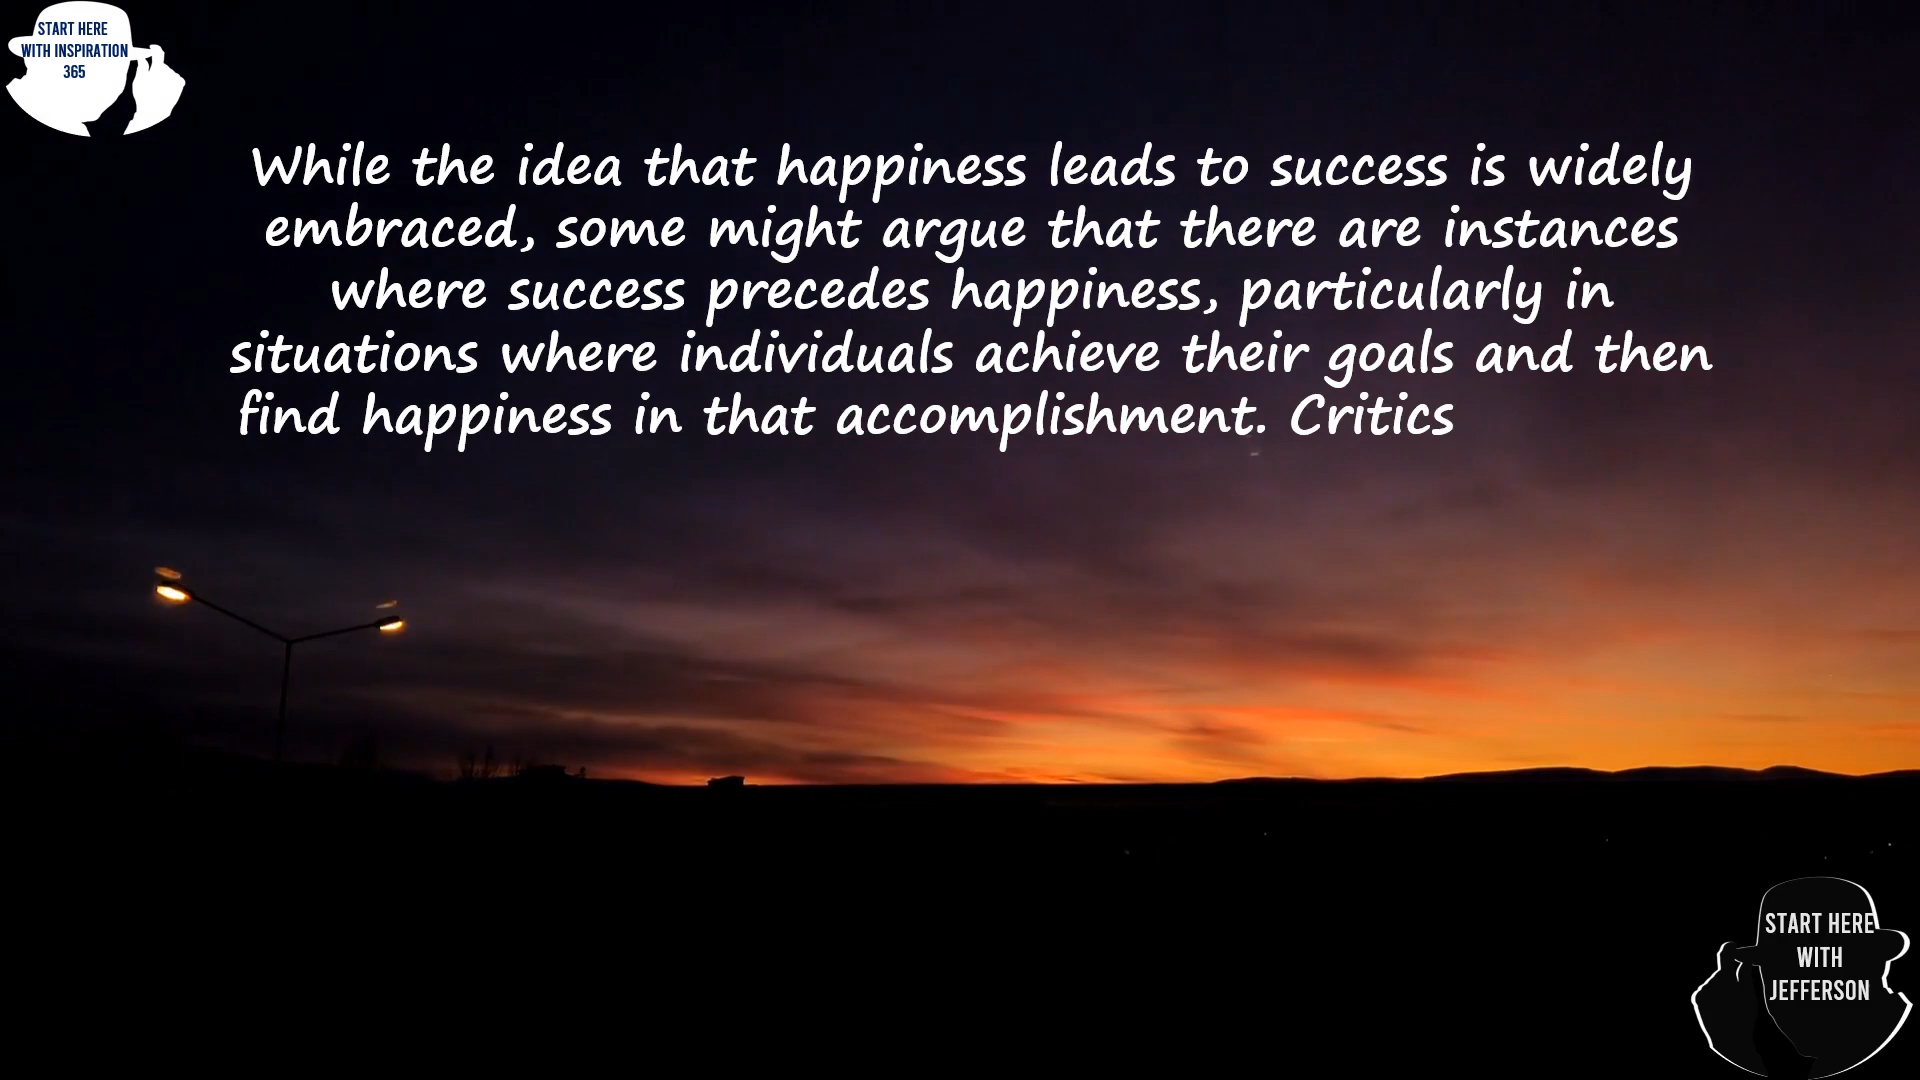 START HERE
WITH INSPIRATION
365
While the idea that happiness leads to success is widely
embraced, some might argue that there are instances
where success precedes happiness, particularly in
situations where individuals achieve their goals and then
find happiness in that accomplishment. Critics
START HERE
WITH
JEFFERSON